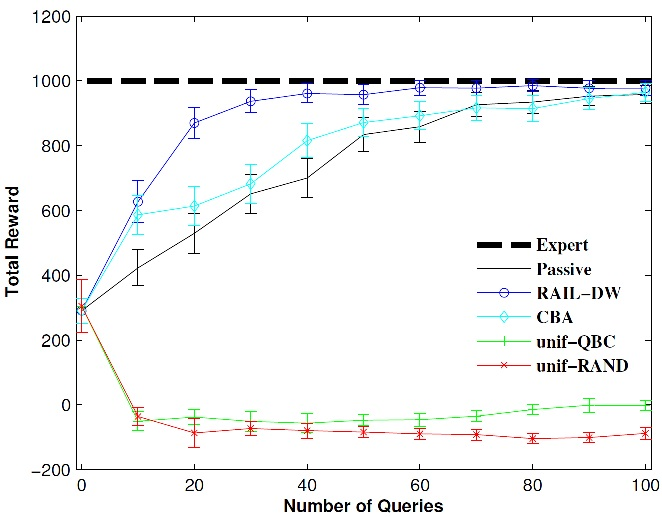 1200
1000
800
600
400
200
0
−200
Total Reward
Expert
Passive
RAIL−DW
CBA
unif−QBC
unif−RAND
0 20 40 60 80 100
Number of Queries